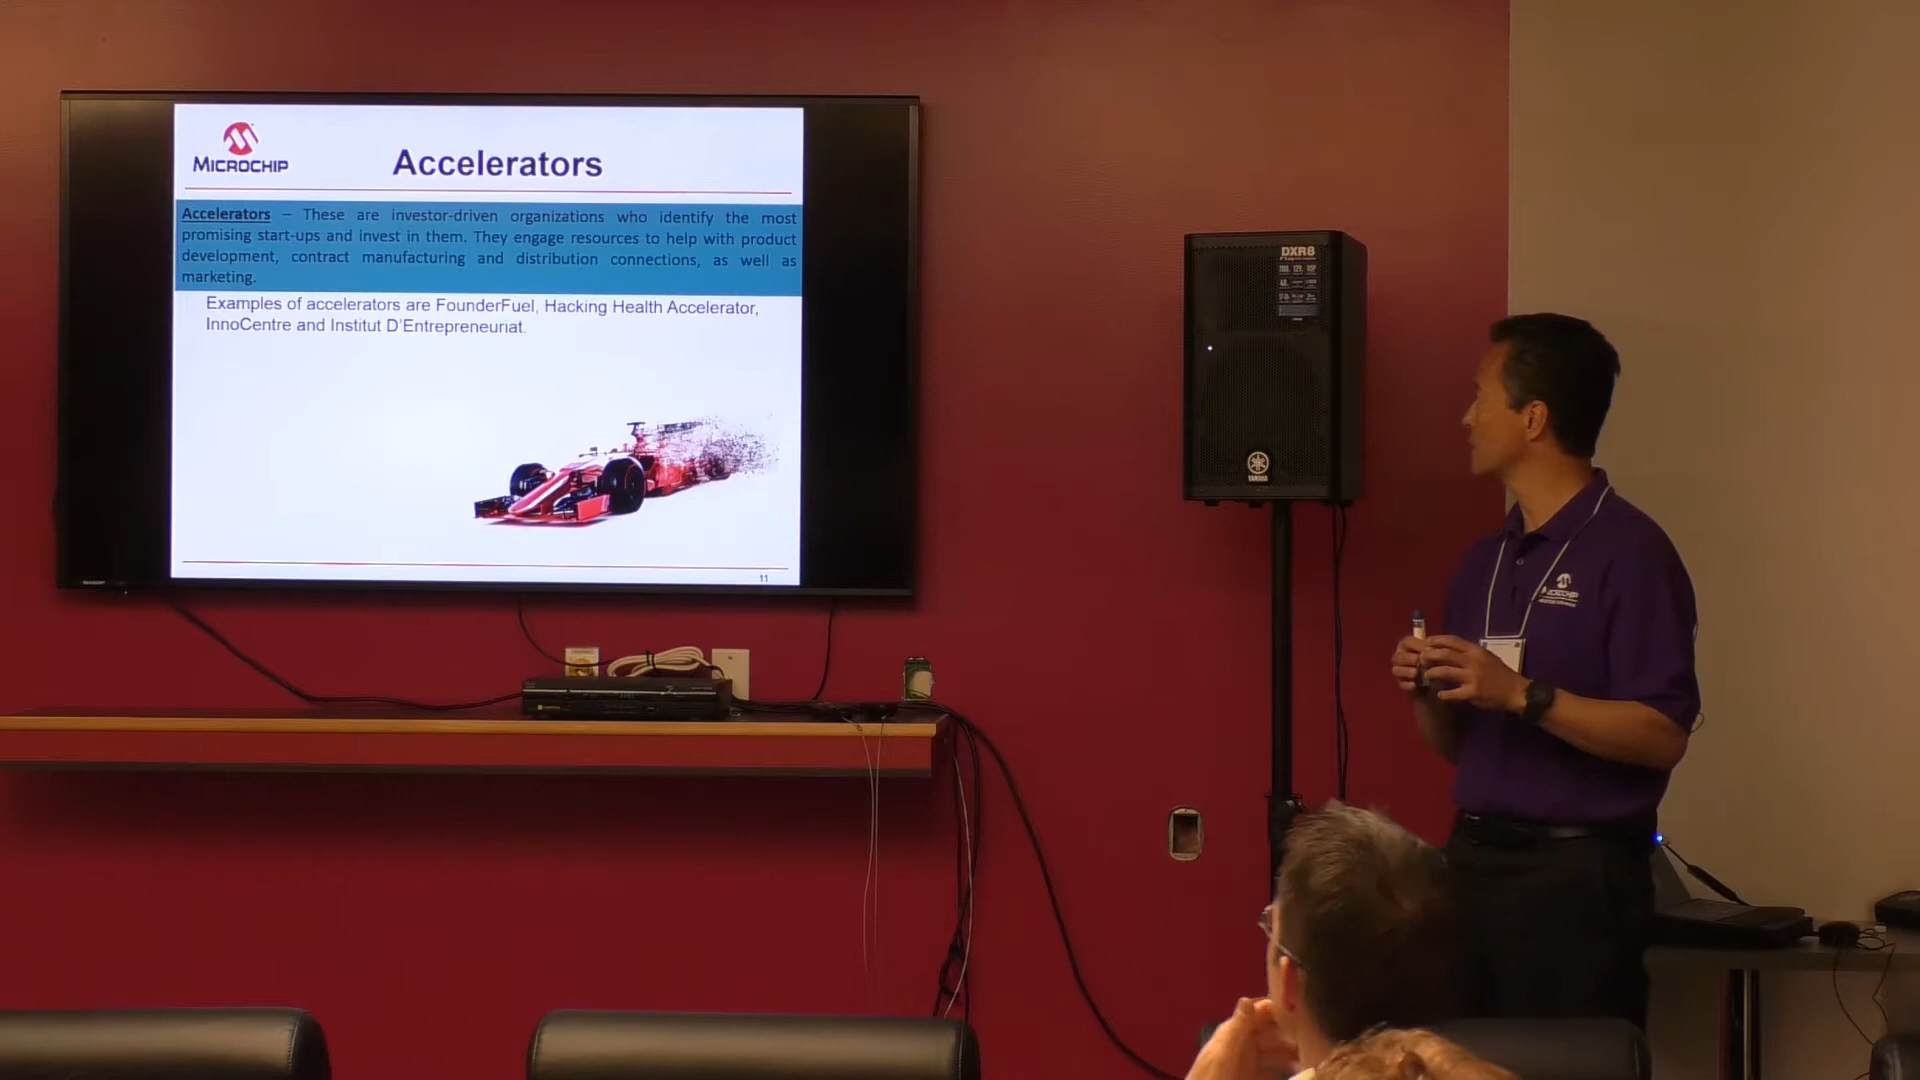 MICROCHIP
Accelerators
Accelerators – These are investor-driven organizations who identify the most
promising start-ups and invest in them. They engage resources to help with product
development, contract manufacturing and distribution connections, as well as
marketing.
Examples of accelerators are FounderFuel, Hacking Health Accelerator,
InnoCentre and Institut D'Entrepreneuriat.
11
DXR8
YAMAHA
MICROCHIP